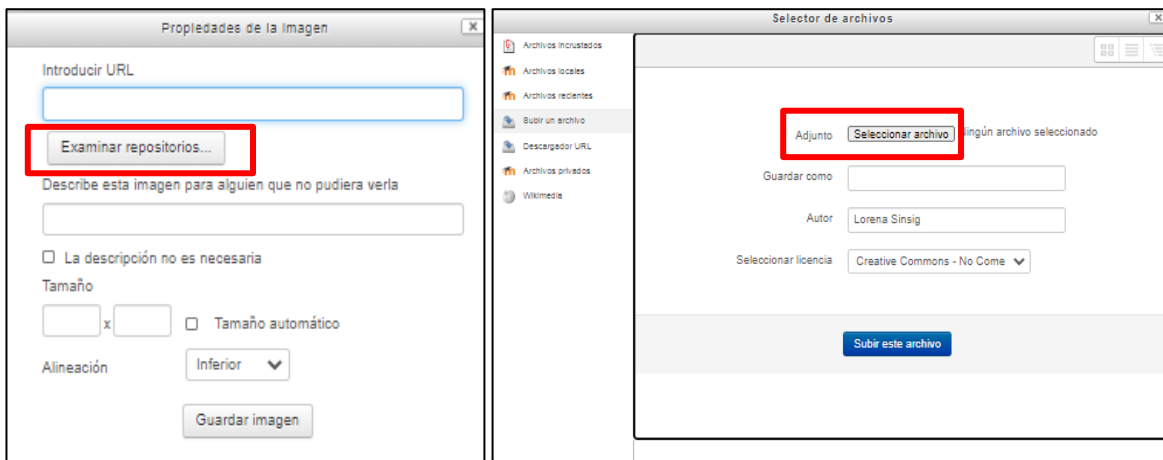 Propiedades de la imagen
Introducir URL
Examinar repositorios...
Describe esta imagen para alguien que no pudiera verla
La descripción no es necesaria
Tamaño
x
Tamaño automático
Alineación
Inferior
Guardar imagen
Selector de archivos
Archivos incrustados
Archivos locales
Archivos recientes
Subir un archivo
Descargador URL
Archivos privados
Wikimedia
Adjunto Seleccionar archivo Ningún archivo seleccionado
Guardar como
Autor Lorena Sinsig
Seleccionar licencia Creative Commons - No Come
Subir este archivo